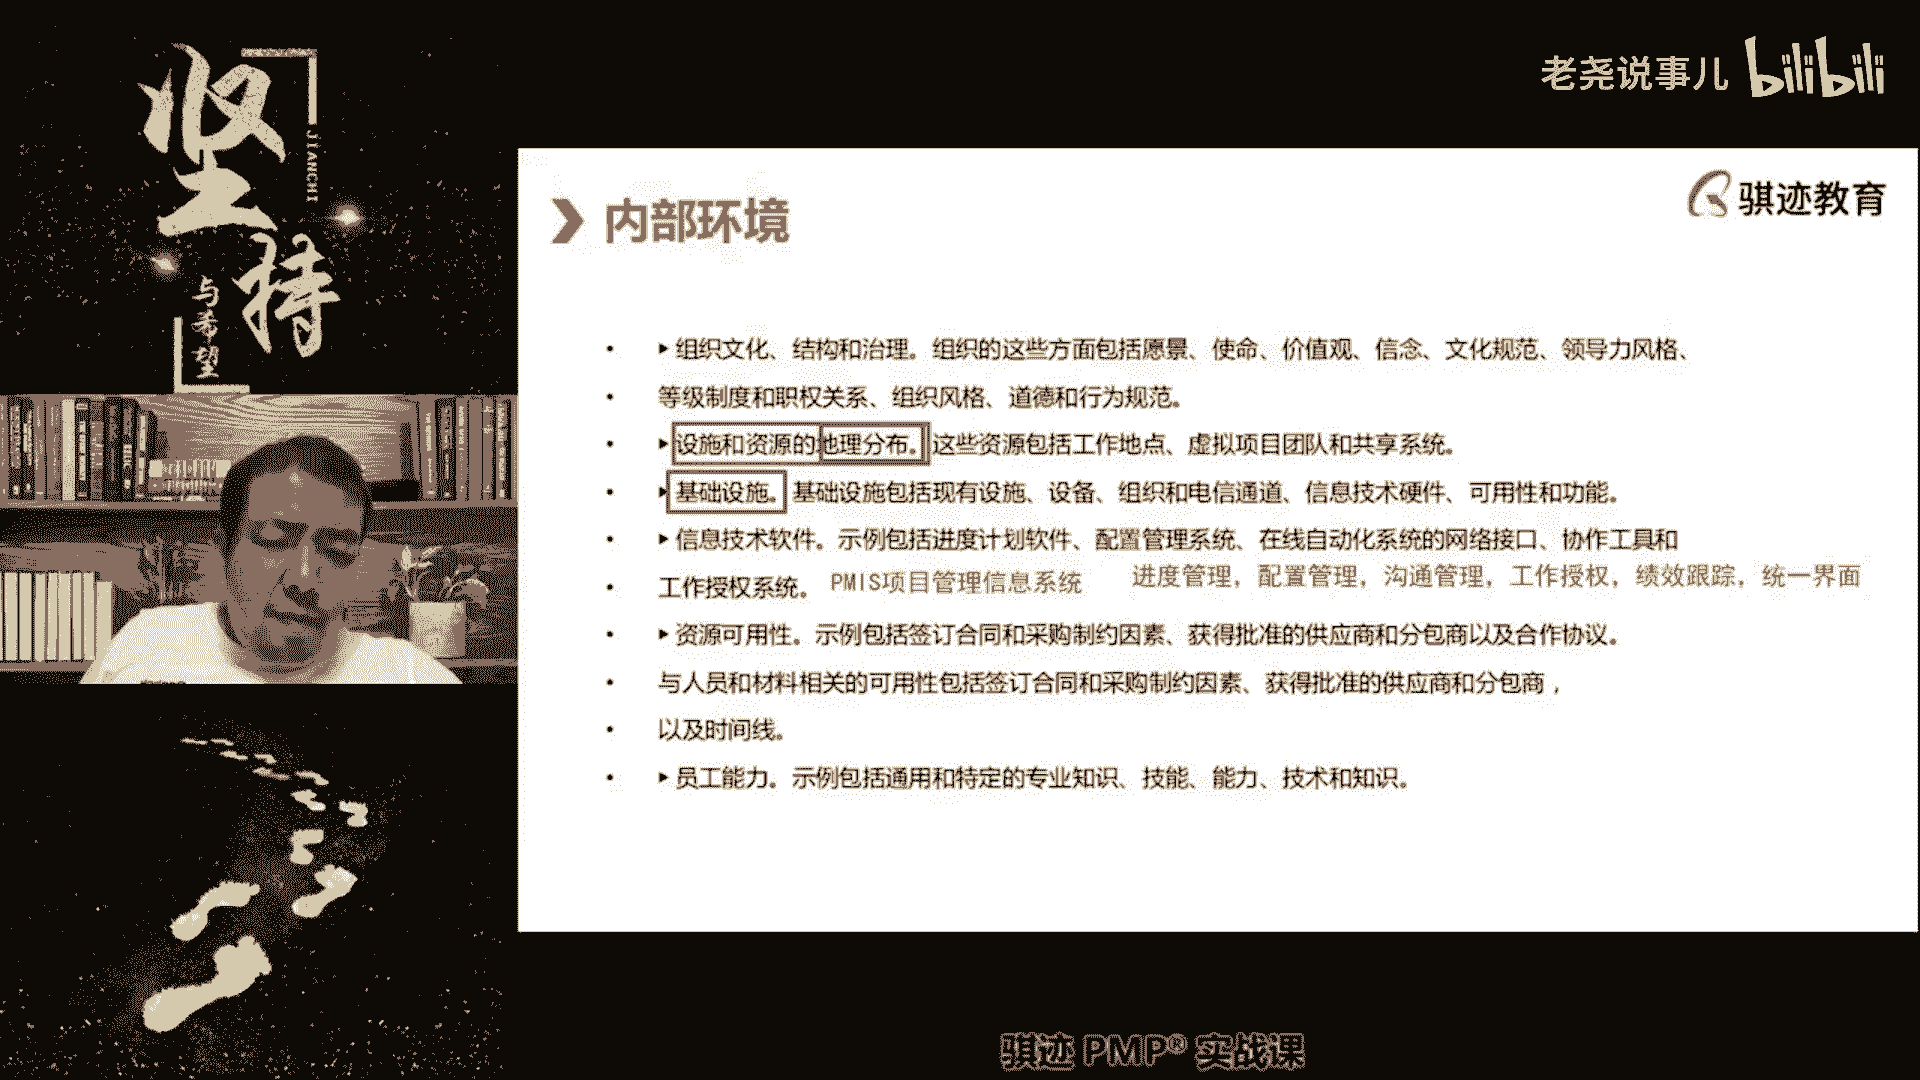 坚持
JIANCHI
与希望
老尧说事儿 bilibili
骐迹教育
内部环境
• ▶组织文化、结构和治理。组织的这些方面包括愿景、使命、价值观、信念、文化规范、领导力风格、
• 等级制度和职权关系、组织风格、道德和行为规范。
• ▶设施和资源的地理分布。这些资源包括工作地点、虚拟项目团队和共享系统。
• ▶基础设施。基础设施包括现有设施、设备、组织和电信通道、信息技术硬件、可用性和功能。
• ▶信息技术软件。示例包括进度计划软件、配置管理系统、在线自动化系统的网络接口、协作工具和
• 工作授权系统。 PMIS项目管理信息系统 进度管理，配置管理，沟通管理，工作授权，绩效跟踪，统一界面
• ▶资源可用性。示例包括签订合同和采购制约因素、获得批准的供应商和分包商以及合作协议。
• 与人员和材料相关的可用性包括签订合同和采购制约因素、获得批准的供应商和分包商，
• 以及时间线。
• ▶员工能力。示例包括通用和特定的专业知识、技能、能力、技术和知识。
骐迹 PMP® 实战课